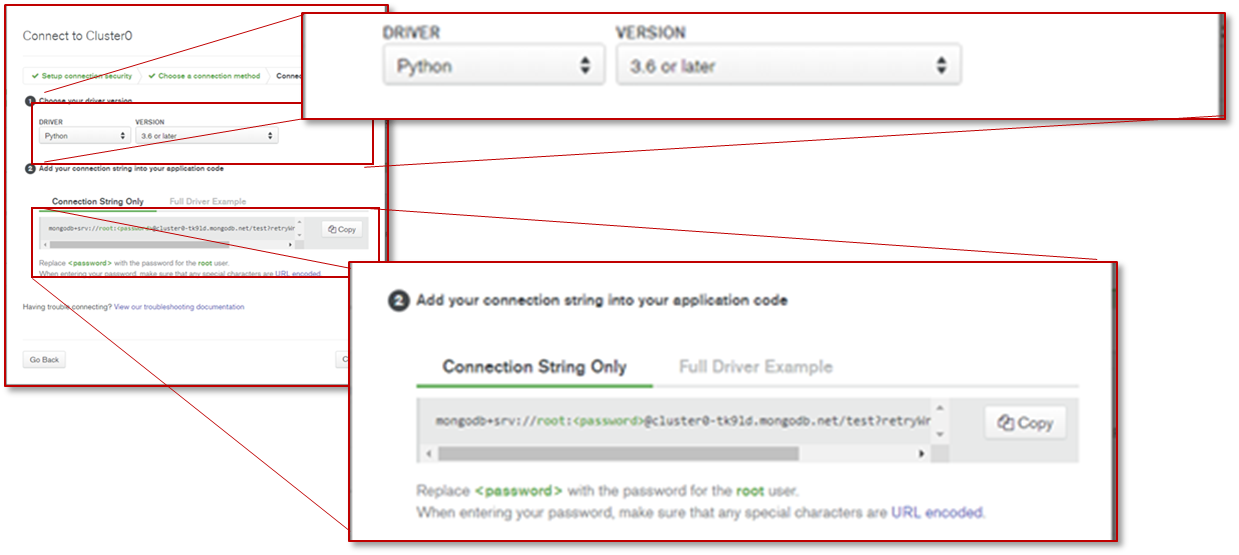 Connect to Cluster0
✔ Setup connection security
✔ Choose a connection method
Connec
1 Choose your driver version
DRIVER VERSION
Python 3.6 or later
2 Add your connection string into your application code
Connection String Only Full Driver Example
mongodb+srv://root:<password>@cluster0-tk9ld.mongodb.net/test?retryWr
Copy
Replace <password> with the password for the root user.
When entering your password, make sure that any special characters are URL encoded.
Having trouble connecting? View our troubleshooting documentation
Go Back
C
DRIVER VERSION
Python 3.6 or later
2 Add your connection string into your application code
Connection String Only Full Driver Example
mongodb+srv://root:<password>@cluster0-tk9ld.mongodb.net/test?retryWr
Copy
Replace <password> with the password for the root user.
When entering your password, make sure that any special characters are URL encoded.